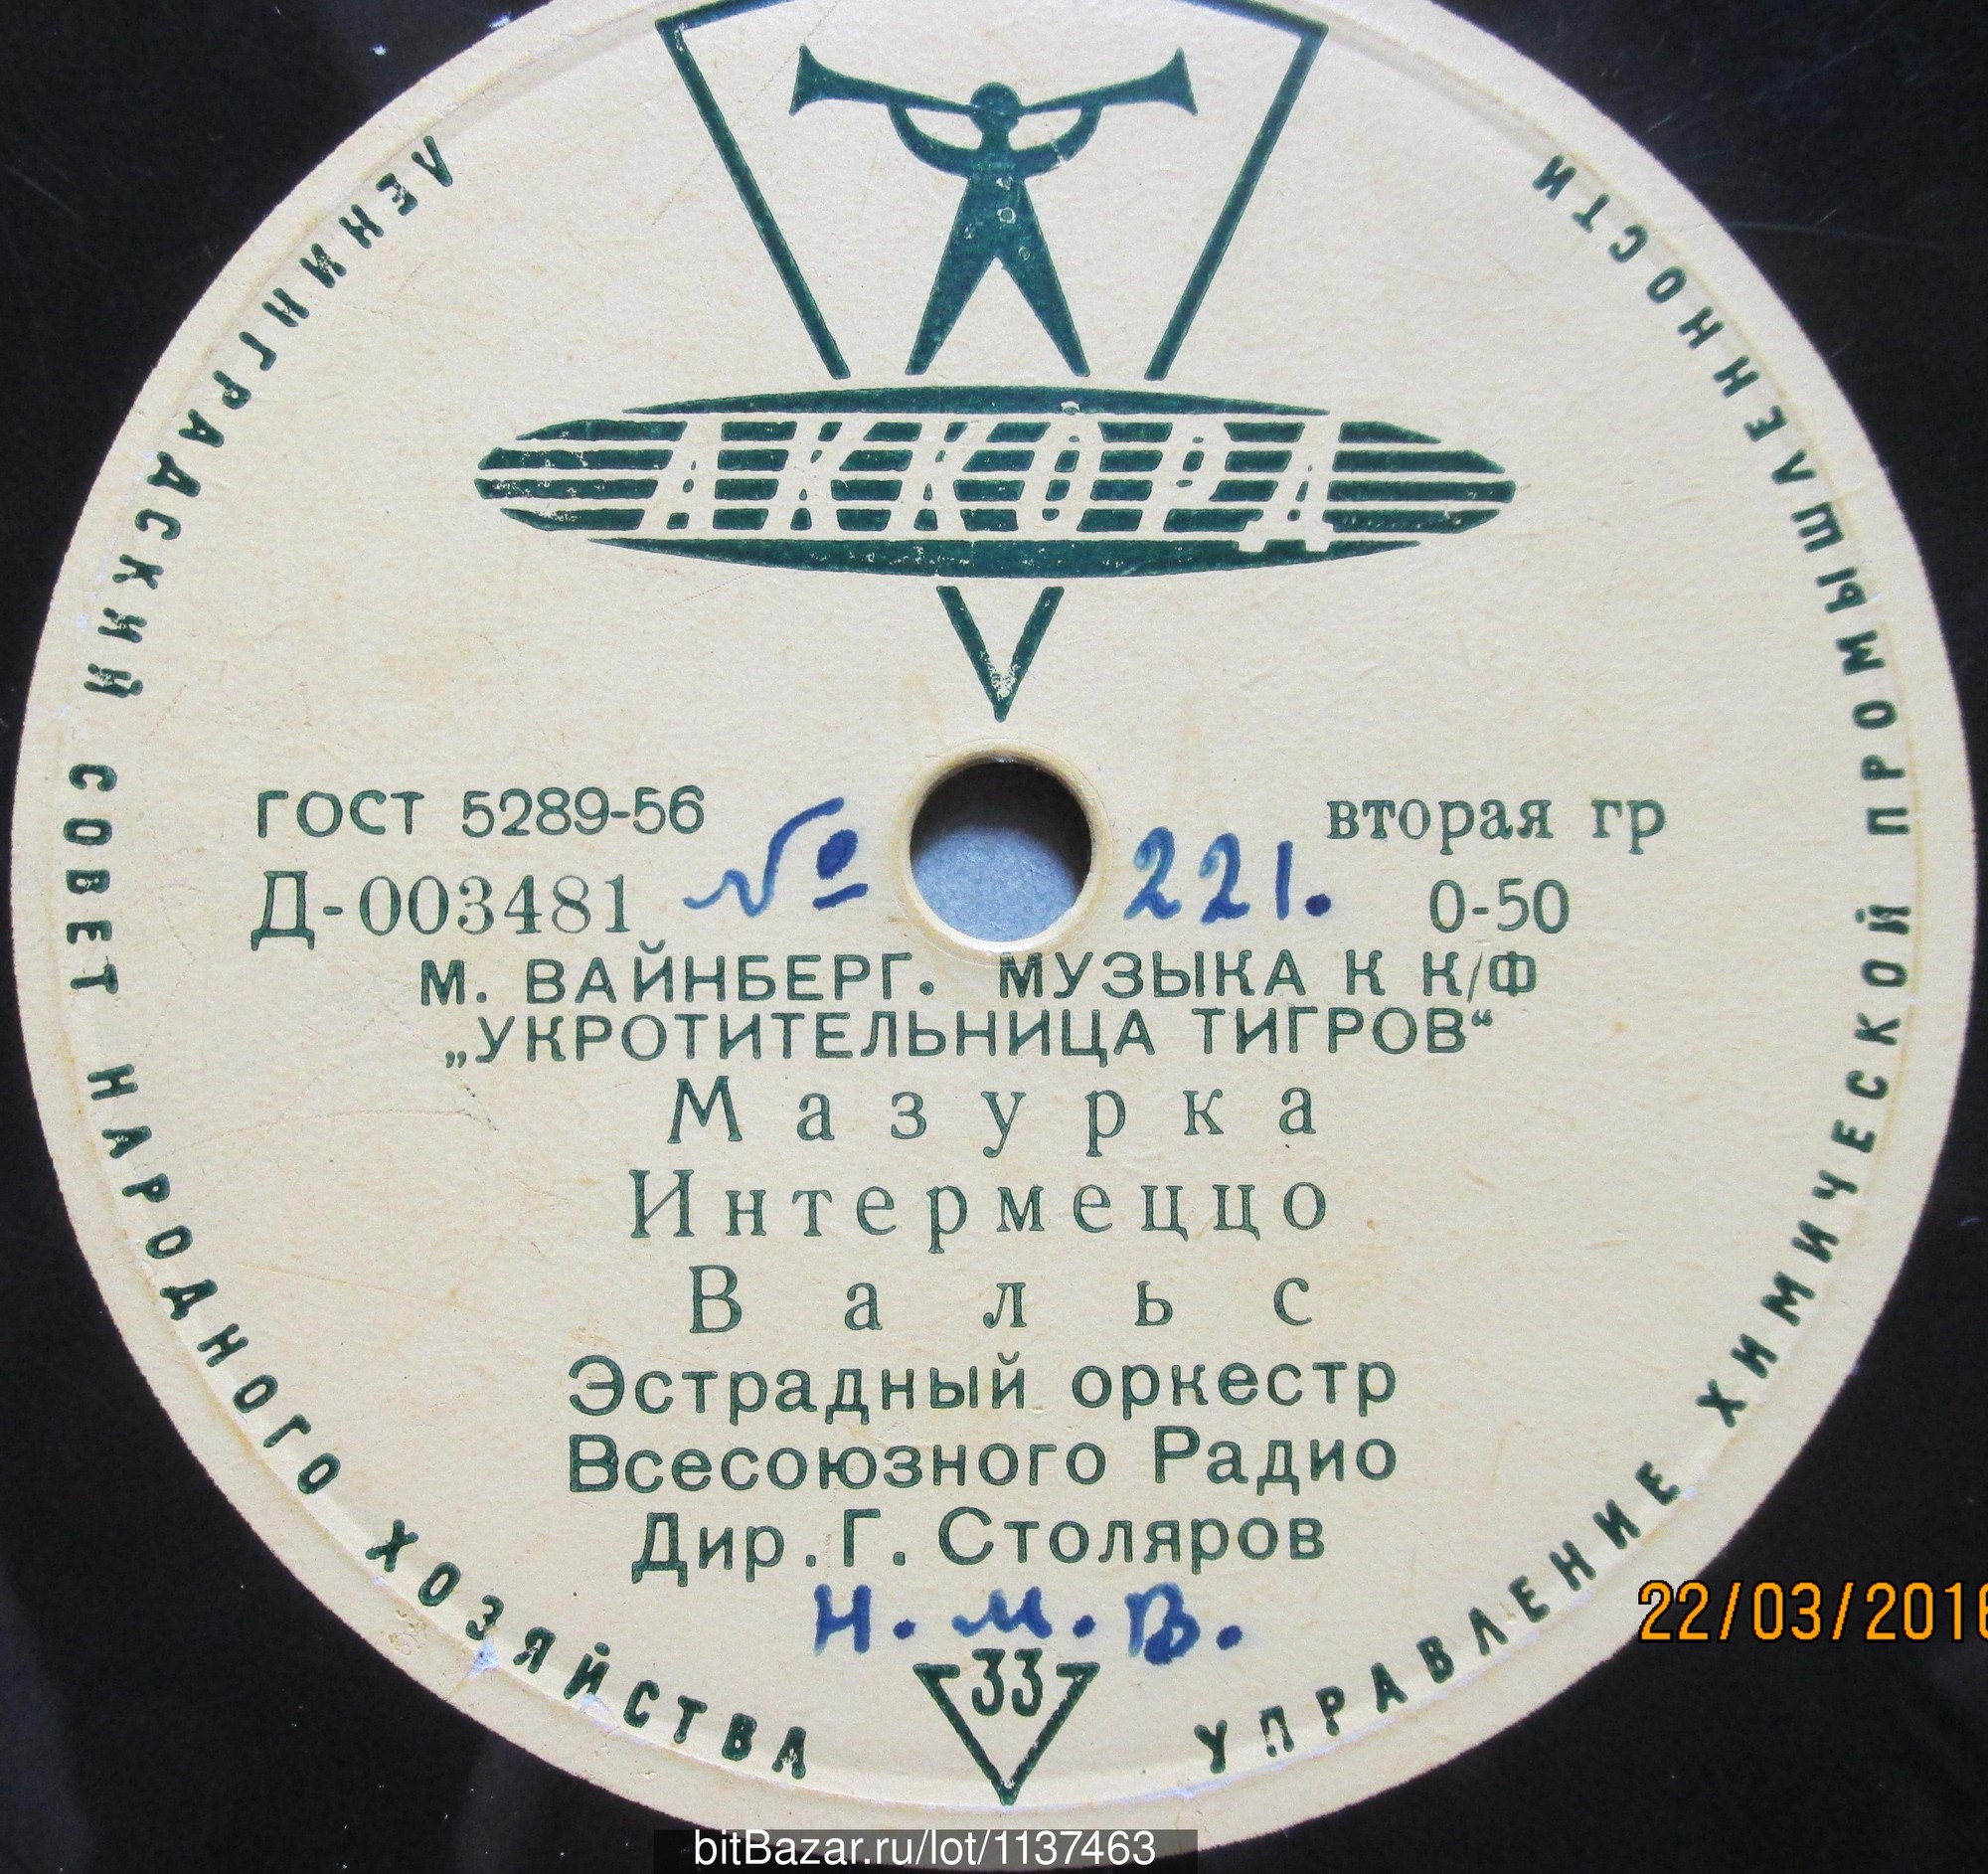 АККОРД
ЛЕНИНГРАДСКИЙ СОВЕТ НАРОДНОГО ХОЗЯЙСТВА
УПРАВЛЕНИЕ ХИМИЧЕСКОЙ ПРОМЫШЛЕННОСТИ
ГОСТ 5289-56 вторая гр
Д-003481 № 221. 0-50
М. ВАЙНБЕРГ. МУЗЫКА К К/Ф
„УКРОТИТЕЛЬНИЦА ТИГРОВ“
Мазурка
Интермеццо
Вальс
Эстрадный оркестр
Всесоюзного Радио
Дир. Г. Столяров
Н. М. В.
33
22/03/2016
bitBazar.ru/lot/1137463